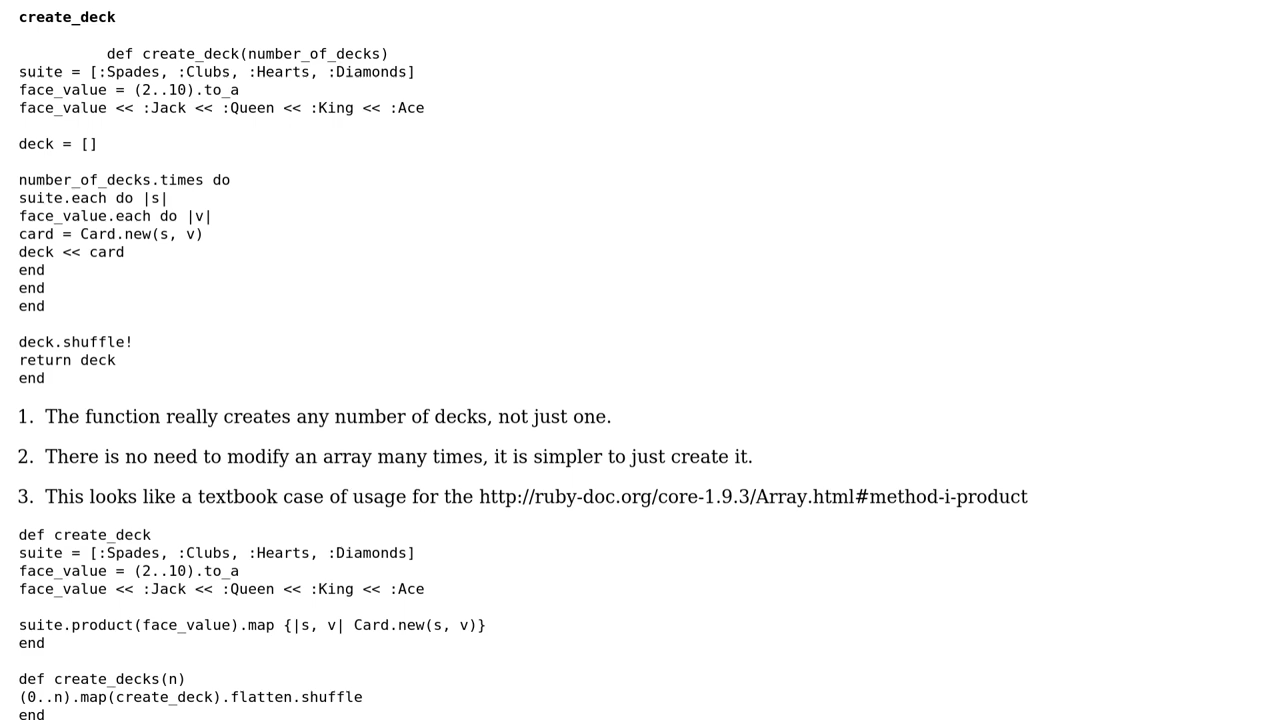 create_deck
def create_deck(number_of_decks)
suite = [:Spades, :Clubs, :Hearts, :Diamonds]
face_value = (2..10).to_a
face_value << :Jack << :Queen << :King << :Ace
deck = []
number_of_decks.times do
suite.each do |s|
face_value.each do |v|
card = Card.new(s, v)
deck << card
end
end
end
deck.shuffle!
return deck
end
1. The function really creates any number of decks, not just one.
2. There is no need to modify an array many times, it is simpler to just create it.
3. This looks like a textbook case of usage for the http://ruby-doc.org/core-1.9.3/Array.html#method-i-product
def create_deck
suite = [:Spades, :Clubs, :Hearts, :Diamonds]
face_value = (2..10).to_a
face_value << :Jack << :Queen << :King << :Ace
suite.product(face_value).map {|s, v| Card.new(s, v)}
end
def create_decks(n)
(0..n).map(create_deck).flatten.shuffle
end